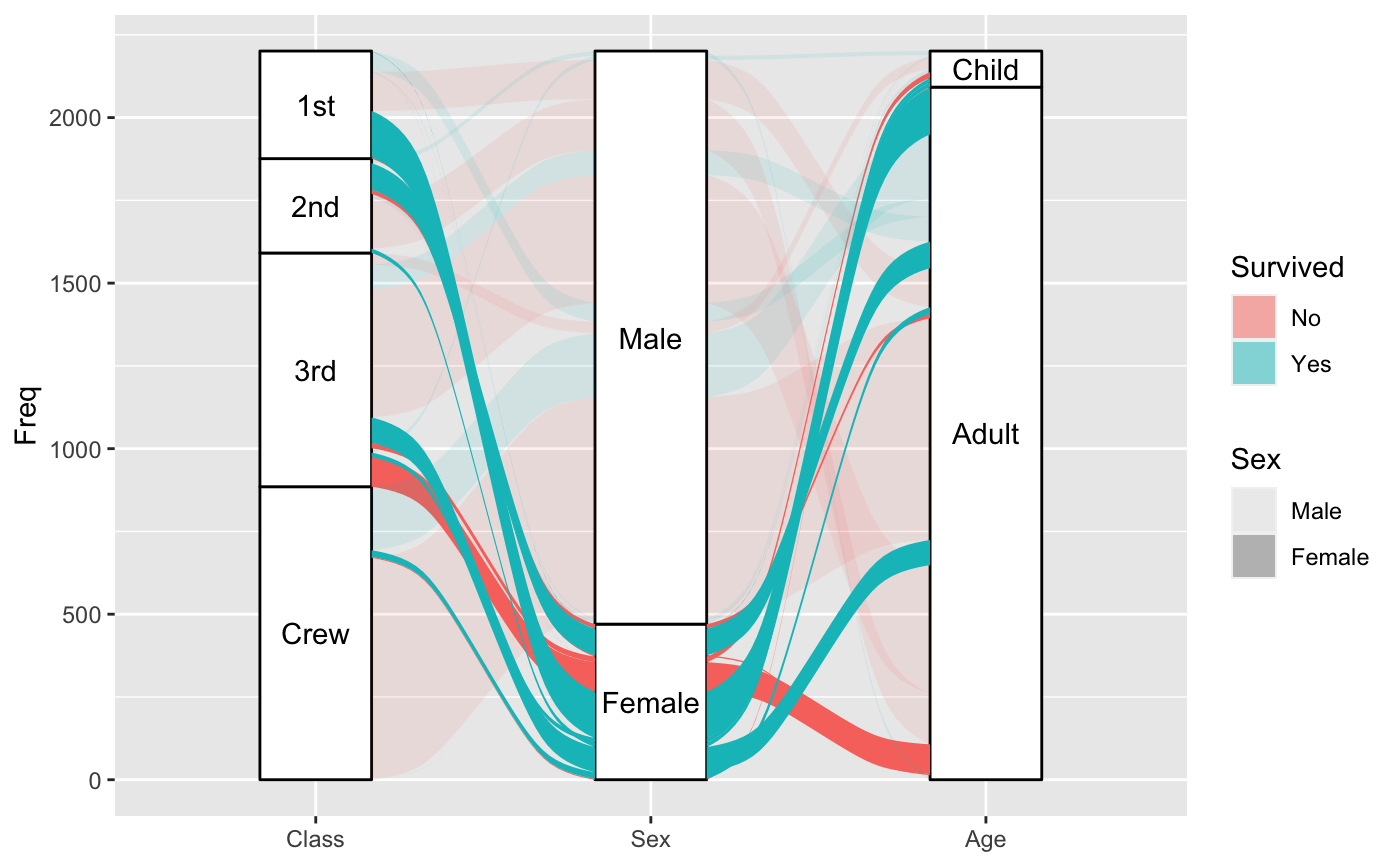 Freq
2000
1500
1000
500
0
1st
2nd
3rd
Crew
Male
Female
Child
Adult
Class
Sex
Age
Survived
No
Yes
Sex
Male
Female